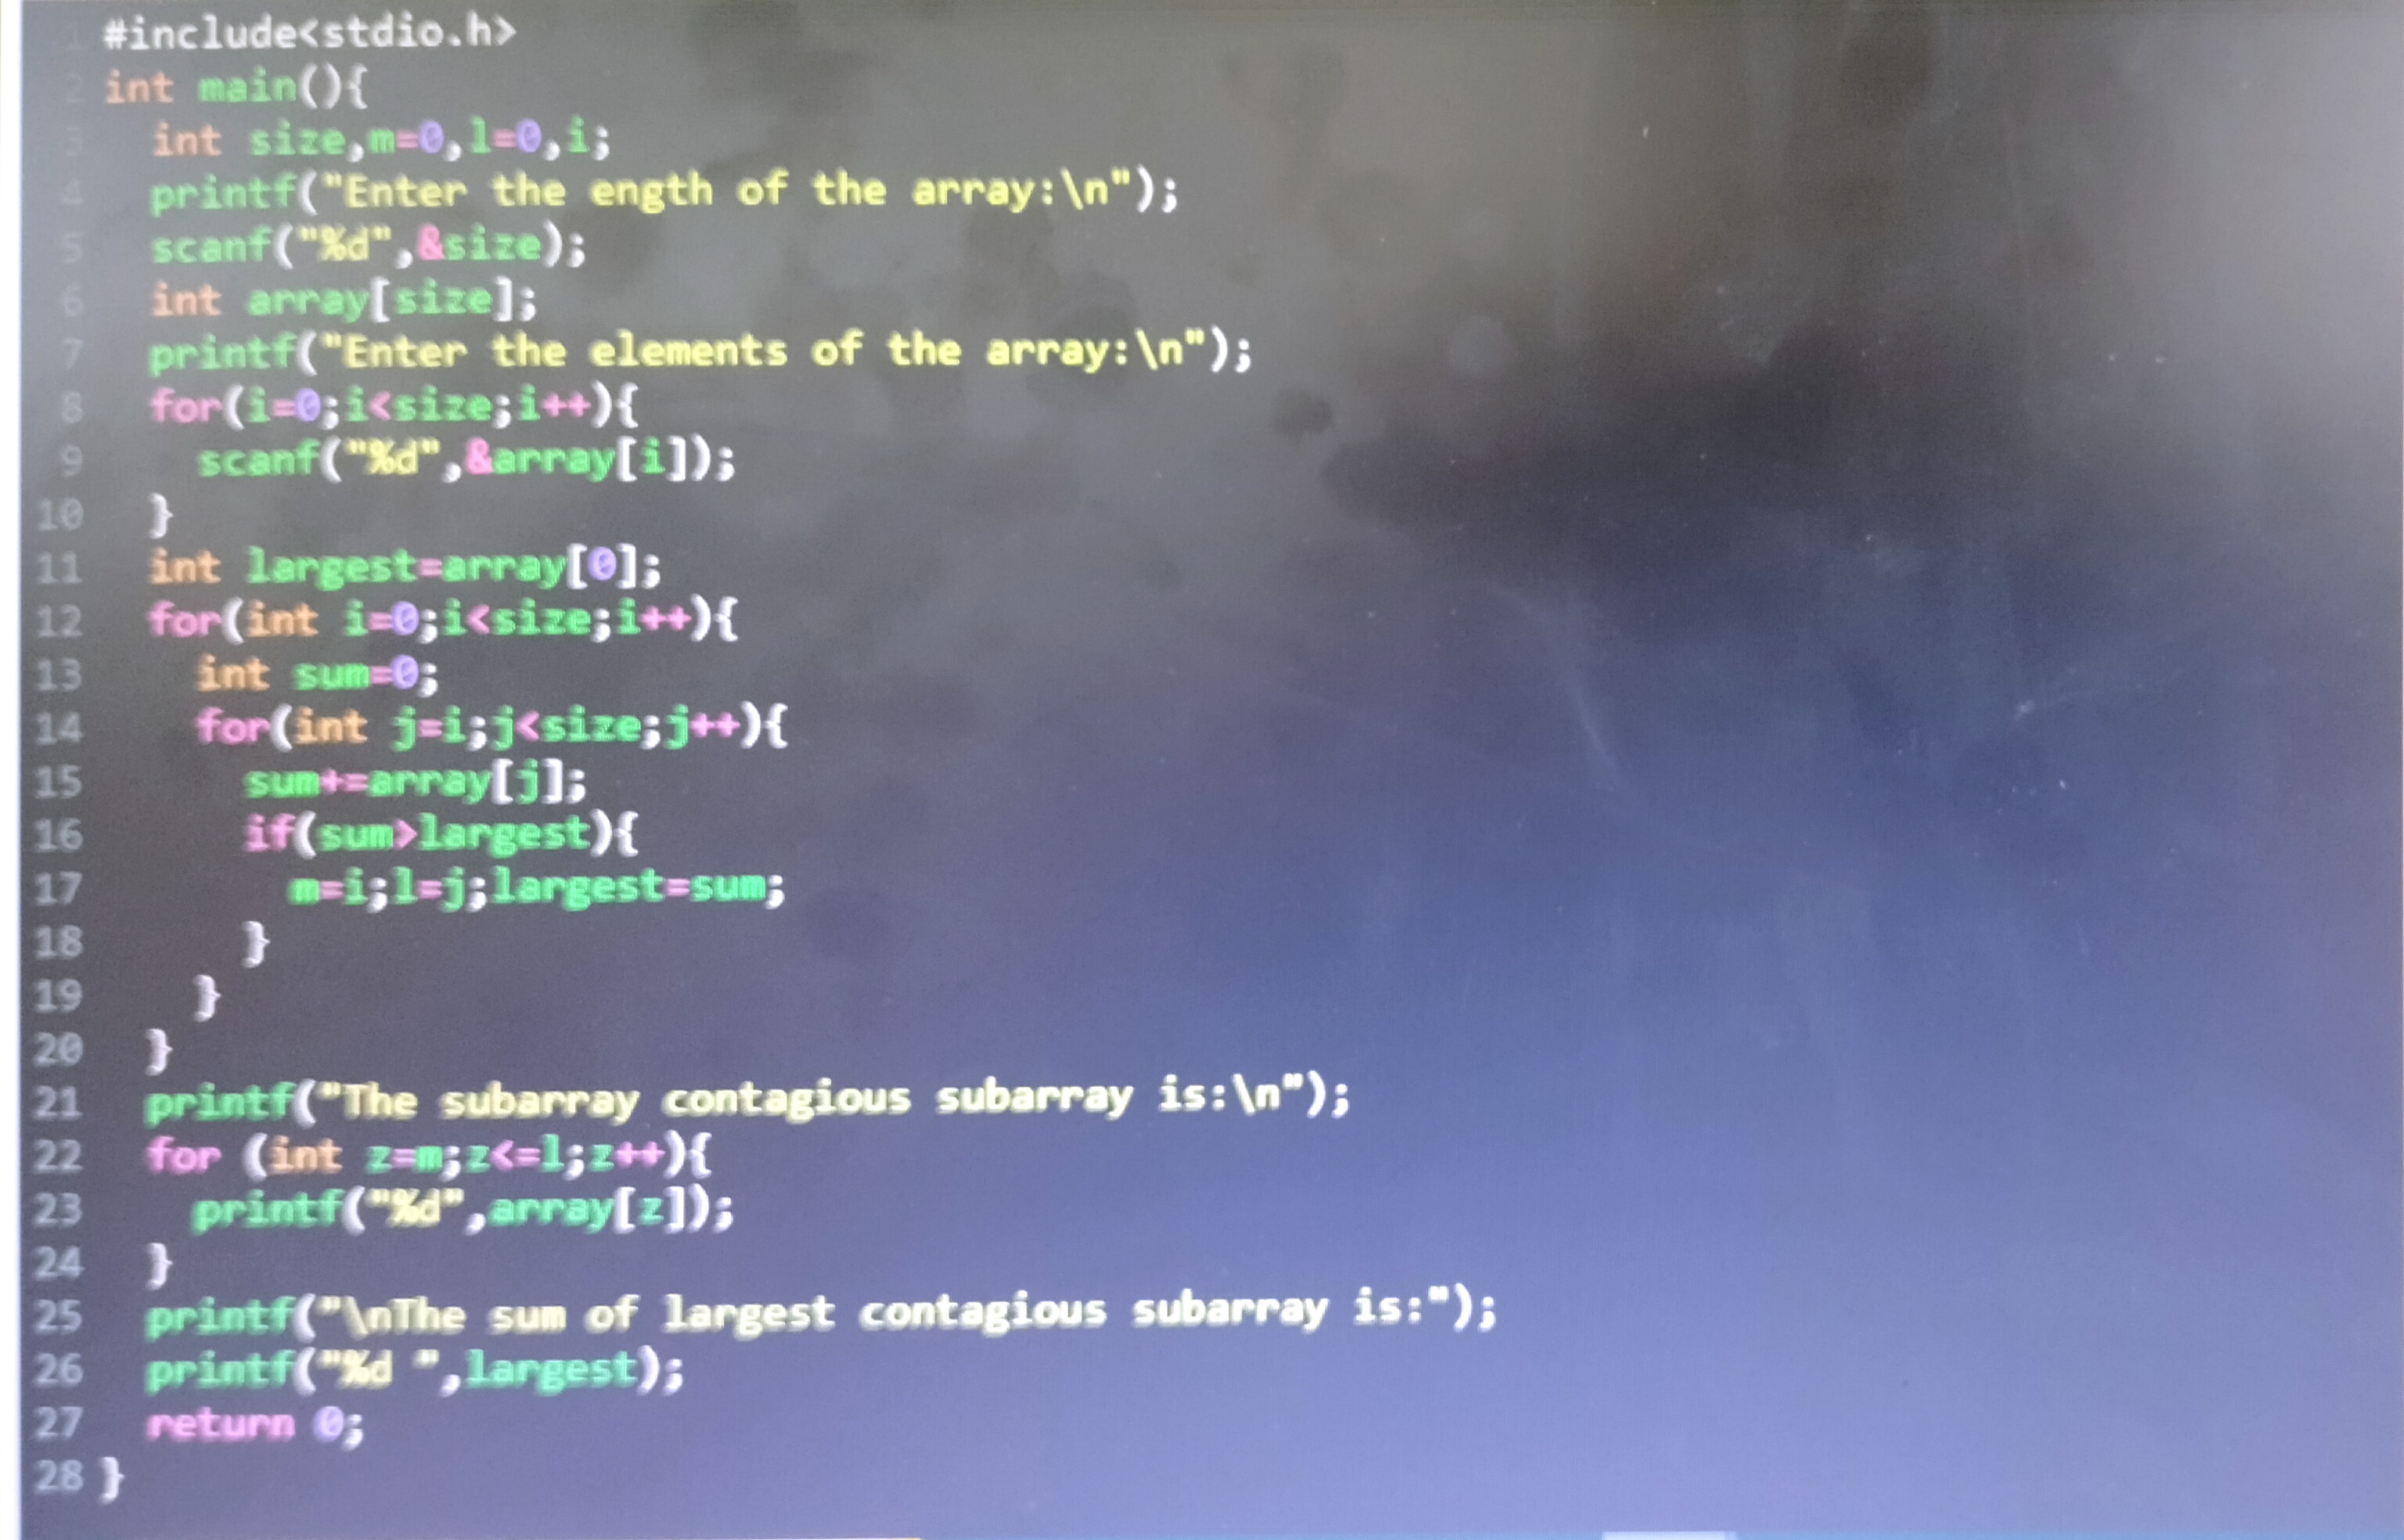 1 #include<stdio.h>
2 int main(){
3   int size,m=0,l=0,i;
4   printf("Enter the ength of the array:\n");
5   scanf("%d",&size);
6   int array[size];
7   printf("Enter the elements of the array:\n");
8   for(i=0;i<size;i++){
9     scanf("%d",&array[i]);
10   }
11   int largest=array[0];
12   for(int i=0;i<size;i++){
13     int sum=0;
14     for(int j=i;j<size;j++){
15       sum+=array[j];
16       if(sum>largest){
17         m=i;l=j;largest=sum;
18       }
19     }
20   }
21   printf("The subarray contagious subarray is:\n");
22   for (int z=m;z<=l;z++){
23     printf("%d",array[z]);
24   }
25   printf("\nThe sum of largest contagious subarray is:");
26   printf("%d ",largest);
27   return 0;
28 }